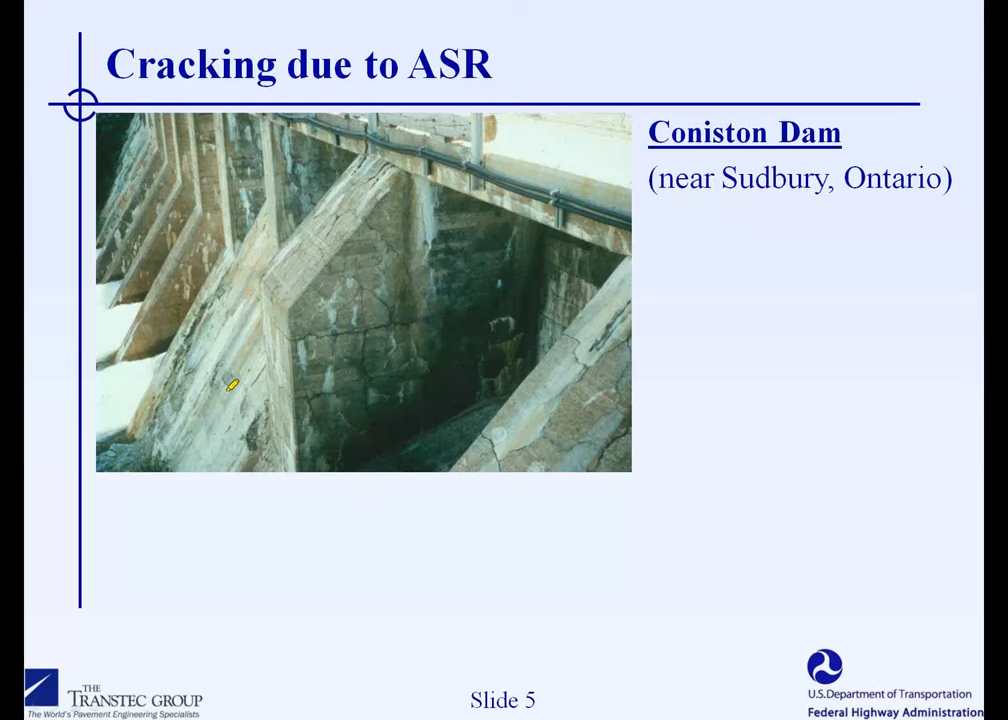 Cracking due to ASR
Coniston Dam
(near Sudbury, Ontario)
THE
TRANSTEC GROUP
The World's Pavement Engineering Specialists
Slide 5
U.S.Department of Transportation
Federal Highway Administration